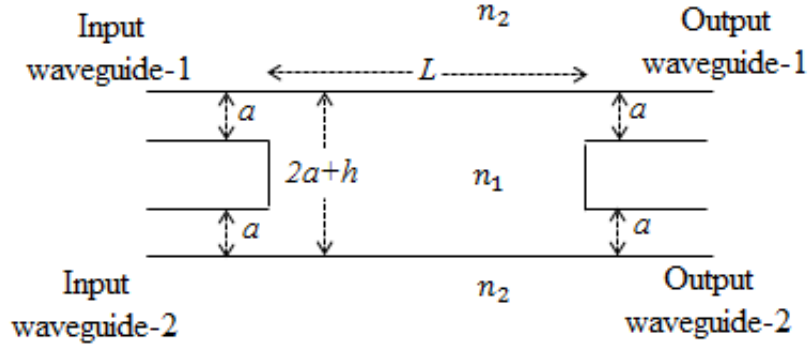 n₂
Input
waveguide-1
Output
waveguide-1
L
a
a
2a+h
n₁
a
a
Input
waveguide-2
n₂
Output
waveguide-2